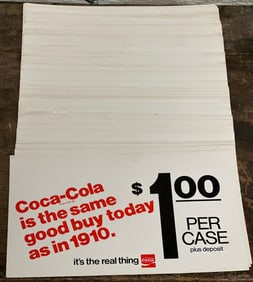 Coca-Cola
is the same
good buy today
as in 1910.
$1.00
PER
CASE
plus deposit
it's the real thing